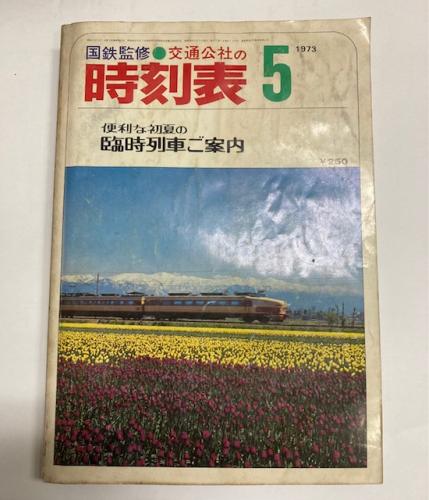 国鉄監修●交通公社の
時刻表 5 1973
便利な初夏の
臨時列車ご案内
¥250